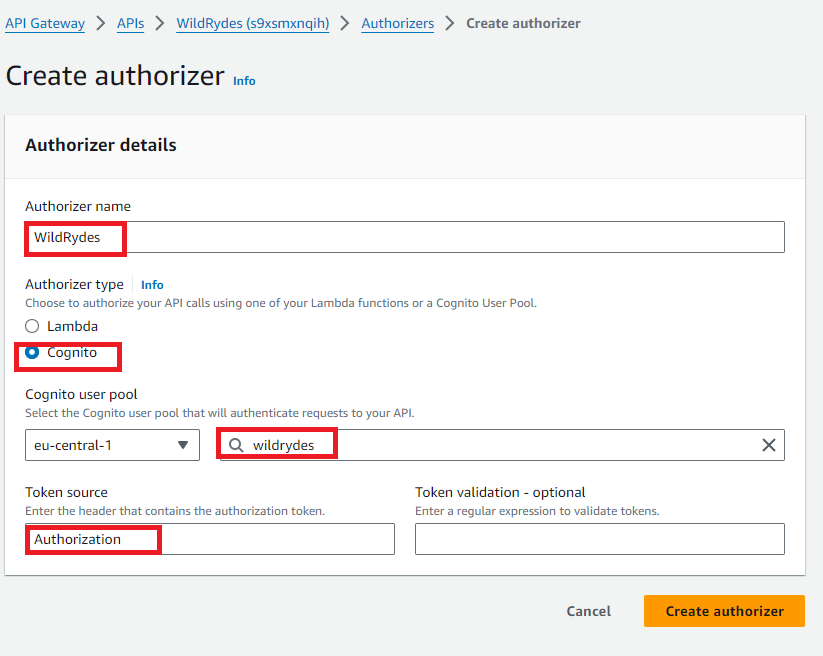 API Gateway > APIs > WildRydes (s9xsmxnqih) > Authorizers > Create authorizer
Create authorizer Info
Authorizer details
Authorizer name
WildRydes
Authorizer type Info
Choose to authorize your API calls using one of your Lambda functions or a Cognito User Pool.
Lambda
Cognito
Cognito user pool
Select the Cognito user pool that will authenticate requests to your API.
eu-central-1 wildrydes
Token source Token validation - optional
Enter the header that contains the authorization token. Enter a regular expression to validate tokens.
Authorization
Cancel Create authorizer